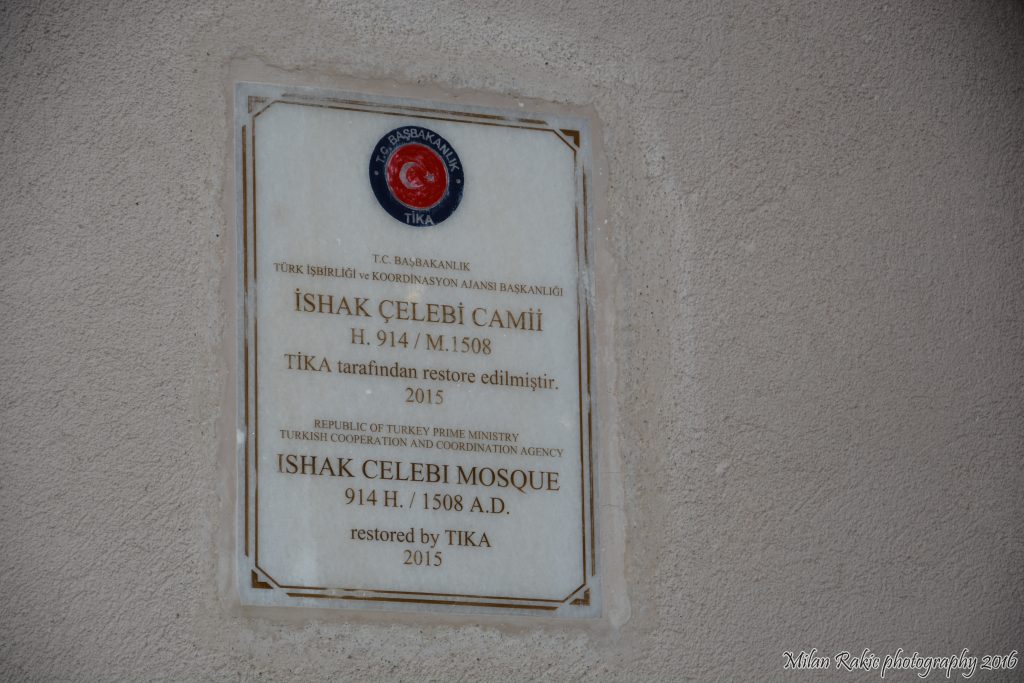 T.C. BAŞBAKANLIK
TİKA
T.C. BAŞBAKANLIK
TÜRK İŞBİRLİĞİ ve KOORDİNASYON AJANSI BAŞKANLIĞI
İSHAK ÇELEBİ CAMİİ
H. 914 / M.1508
TİKA tarafından restore edilmiştir.
2015
REPUBLIC OF TURKEY PRIME MINISTRY
TURKISH COOPERATION AND COORDINATION AGENCY
ISHAK CELEBI MOSQUE
914 H. / 1508 A.D.
restored by TIKA
2015
Milan Rakic photography 2016